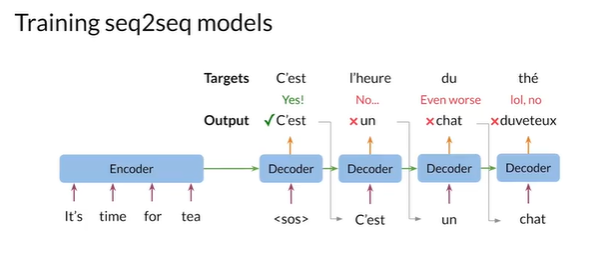 Training seq2seq models
Targets C'est l'heure du thé
Yes! No... Even worse lol, no
Output ✓C'est ×un ×chat ×duveteux
Encoder Decoder Decoder Decoder Decoder
It's time for tea <sos> C'est un chat